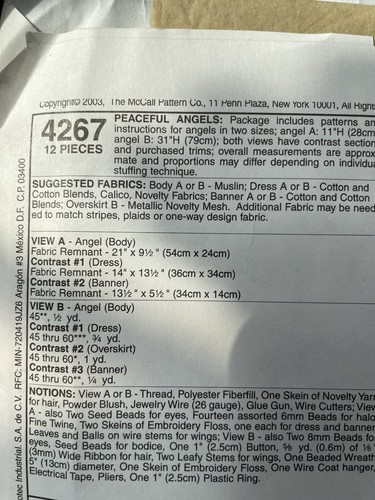 Copyright© 2003, The McCall Pattern Co., 11 Penn Plaza, New York 10001, All Rights
4267
12 PIECES
PEACEFUL ANGELS: Package includes patterns an
instructions for angels in two sizes; angel A: 11"H (28cm
angel B: 31"H (79cm); both views have contrast section
and purchased trims; overall measurements are approx
mate and proportions may differ depending on individua
stuffing technique.
SUGGESTED FABRICS: Body A or B - Muslin; Dress A or B - Cotton and
Cotton Blends, Calico, Novelty Fabrics; Banner A or B - Cotton and Cotton
Blends; Overskirt B - Metallic Novelty Mesh. Additional Fabric may be need
ed to match stripes, plaids or one-way design fabric.
VIEW A - Angel (Body)
Fabric Remnant - 21" x 9½" (54cm x 24cm)
Contrast #1 (Dress)
Fabric Remnant - 14" x 13½" (36cm x 34cm)
Contrast #2 (Banner)
Fabric Remnant - 13½" x 5½" (34cm x 14cm)
VIEW B - Angel (Body)
45**, ½ yd.
Contrast #1 (Dress)
45 thru 60***, ¾ yd.
Contrast #2 (Overskirt)
45 thru 60*, 1 yd.
Contrast #3 (Banner)
45 thru 60**, ¼ yd.
NOTIONS: View A or B - Thread, Polyester Fiberfill, One Skein of Novelty Yarn
for hair, Powder Blush, Jewelry Wire (26 gauge), Glue Gun, Wire Cutters; View
A - also Two Seed Beads for eyes, Fourteen assorted 6mm Beads for halo
Fine Twine, Two Skeins of Embroidery Floss, one each for dress and banner
Leaves and Balls on wire stems for wings; View B - also Two 8mm Beads fo
eyes, Seed Beads for bodice, One 1" (2.5cm) Button, ⅝ yd. (0.6m) of ⅛"
(3mm) Wide Ribbon for hair, Two Leafy Stems for wings, One Beaded Wreath
5" (13cm) diameter, One Skein of Embroidery Floss, One Wire Coat hanger,
Electrical Tape, Pliers, One 1" (2.5cm) Plastic Ring.
otec Industrial, S.A. de C.V. RFC: MIN-720419JZ6 Aragón #3 México D.F. C.P. 03400